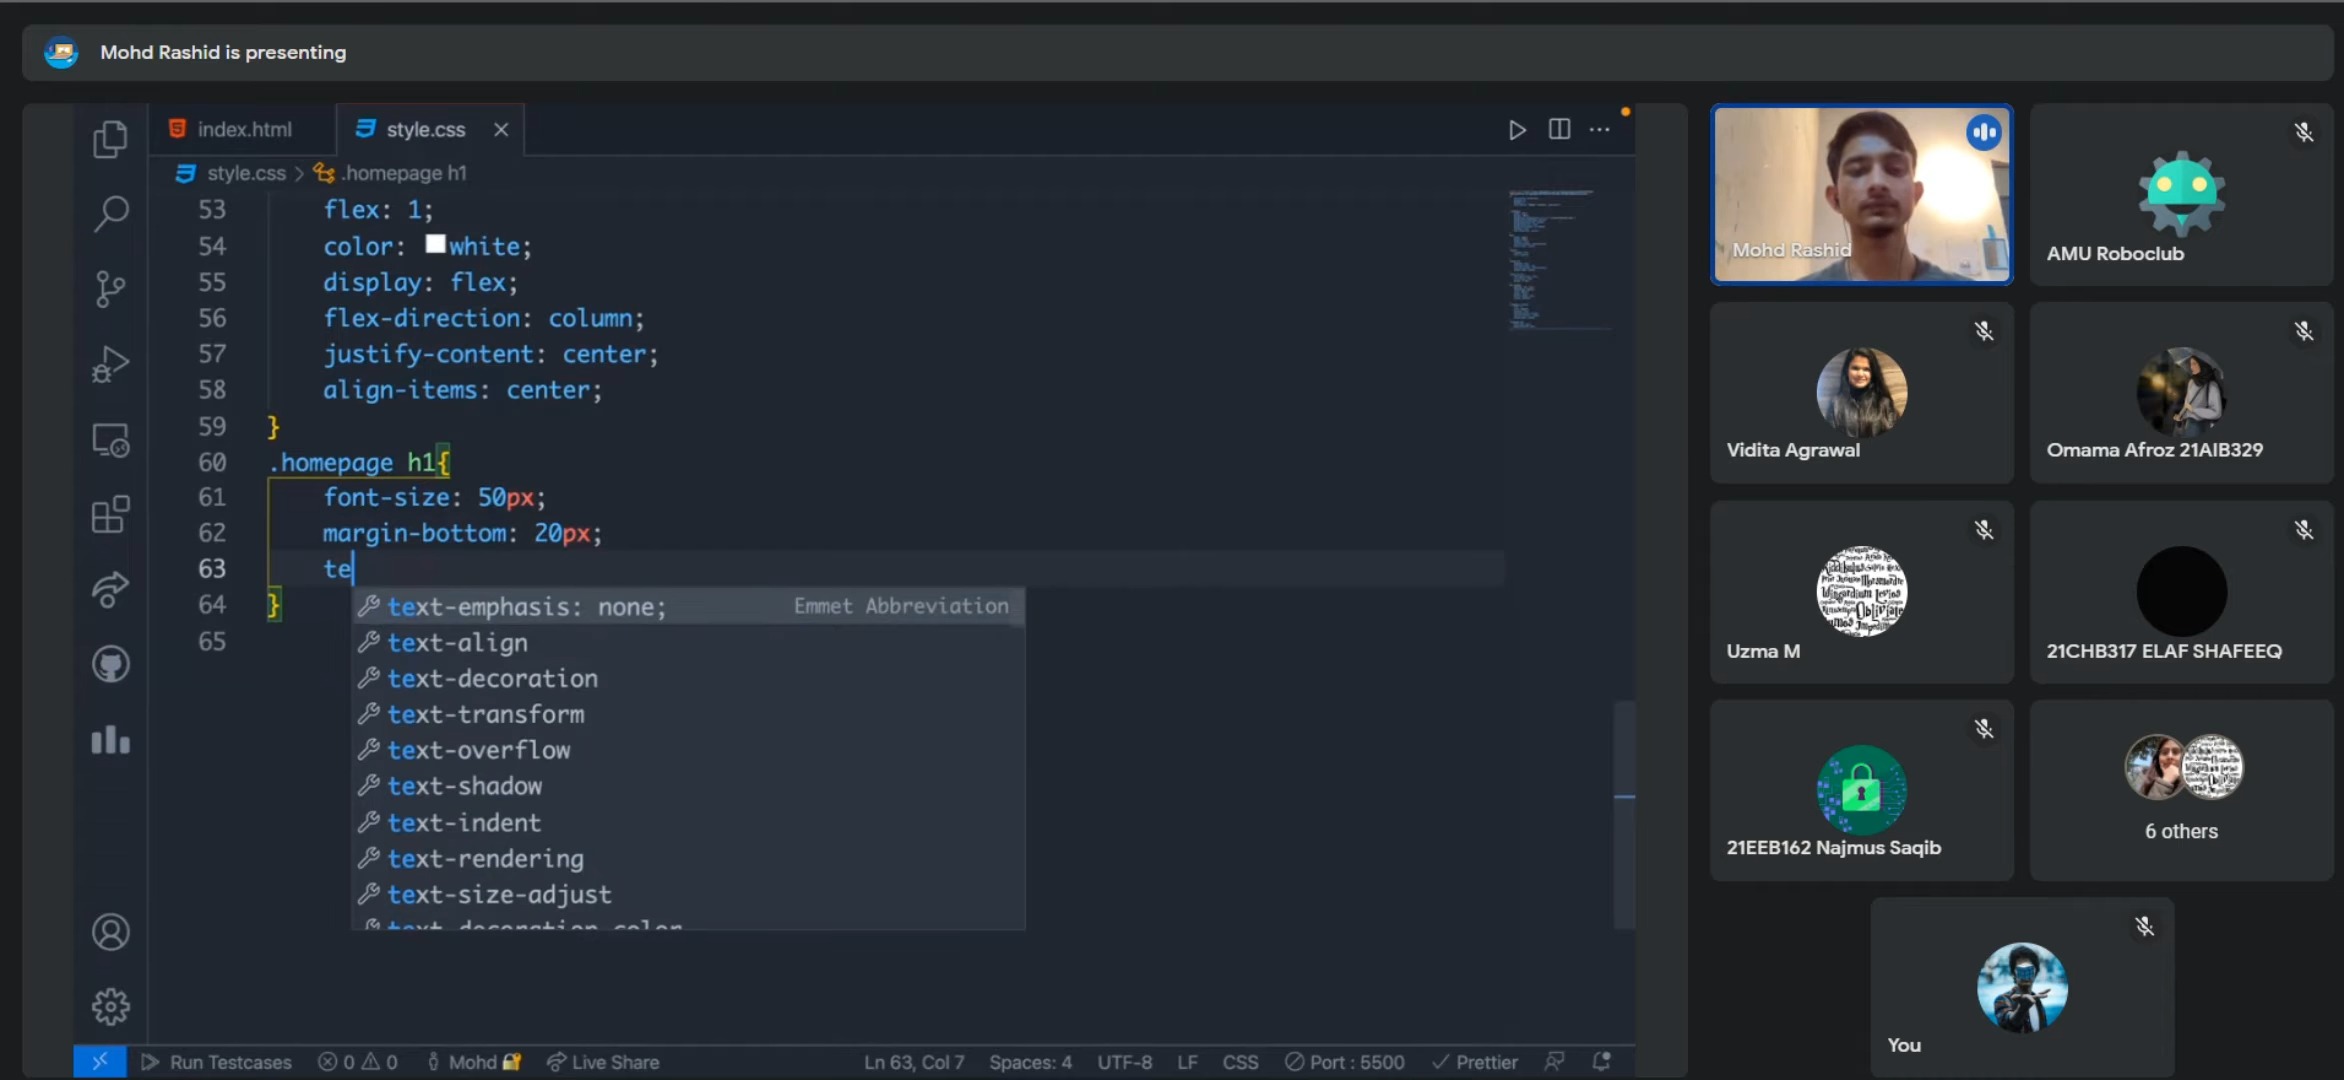 Mohd Rashid is presenting
index.html
style.css
style.css > .homepage h1
53 flex: 1;
54 color: white;
55 display: flex;
56 flex-direction: column;
57 justify-content: center;
58 align-items: center;
59 }
60 .homepage h1{
61 font-size: 50px;
62 margin-bottom: 20px;
63 te
64 }
65
text-emphasis: none; Emmet Abbreviation
text-align
text-decoration
text-transform
text-overflow
text-shadow
text-indent
text-rendering
text-size-adjust
text-decoration-color
Run Testcases 0 0 Mohd Live Share Ln 63, Col 7 Spaces: 4 UTF-8 LF CSS Port : 5500 Prettier
Mohd Rashid
AMU Roboclub
Vidita Agrawal
Omama Afroz 21AIB329
Uzma M
21CHB317 ELAF SHAFEEQ
21EEB162 Najmus Saqib
6 others
You